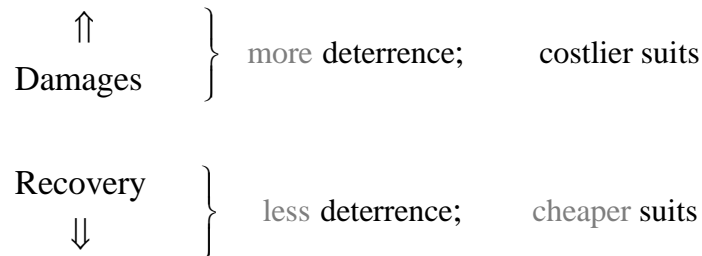 ⇑
Damages
more deterrence; costlier suits
Recovery
⇓
less deterrence; cheaper suits